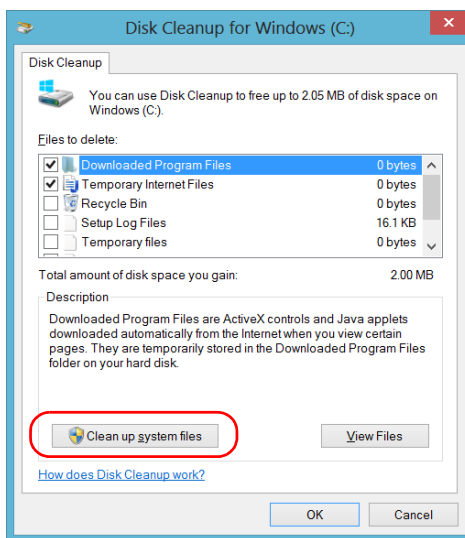 Disk Cleanup for Windows (C:)
Disk Cleanup
You can use Disk Cleanup to free up to 2.05 MB of disk space on
Windows (C:).
Files to delete:
Downloaded Program Files 0 bytes
Temporary Internet Files 0 bytes
Recycle Bin 0 bytes
Setup Log Files 16.1 KB
Temporary files 0 bytes
Total amount of disk space you gain: 2.00 MB
Description
Downloaded Program Files are ActiveX controls and Java applets
downloaded automatically from the Internet when you view certain
pages. They are temporarily stored in the Downloaded Program Files
folder on your hard disk.
Clean up system files View Files
How does Disk Cleanup work?
OK Cancel